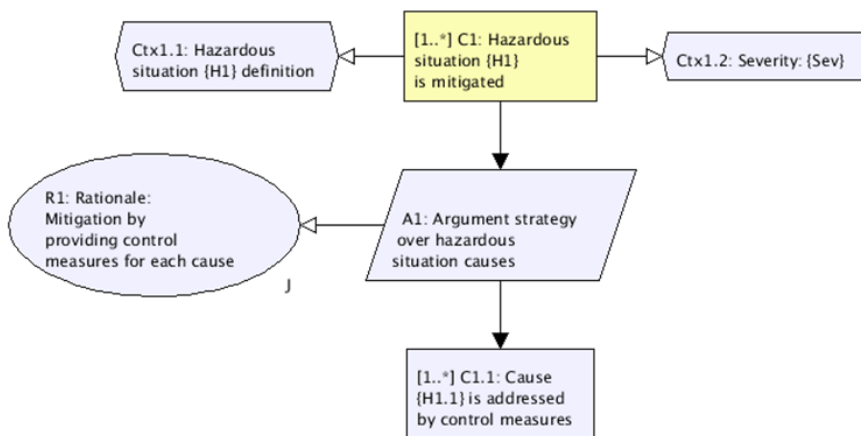 Ctx1.1: Hazardous
situation {H1} definition
[1..*] C1: Hazardous
situation {H1}
is mitigated
Ctx1.2: Severity: {Sev}
R1: Rationale:
Mitigation by
providing control
measures for each cause
J
A1: Argument strategy
over hazardous
situation causes
[1..*] C1.1: Cause
{H1.1} is addressed
by control measures